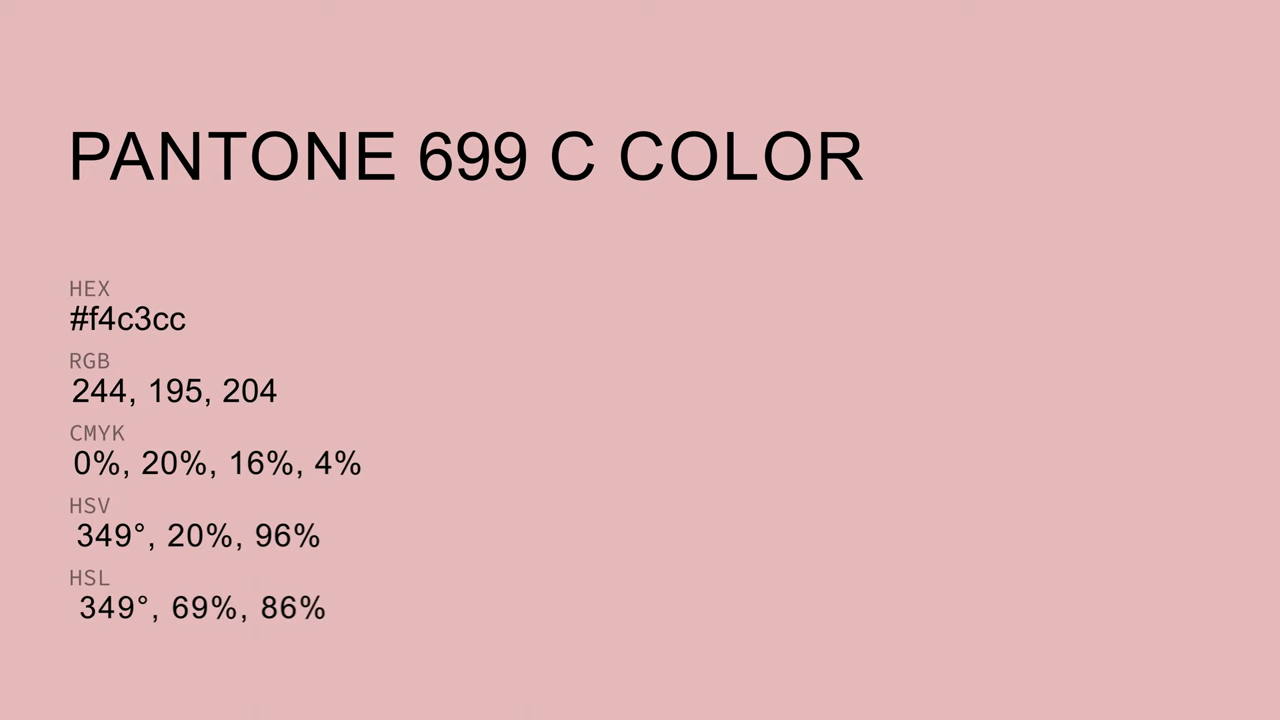 PANTONE 699 C COLOR
HEX
#f4c3cc
RGB
244, 195, 204
CMYK
0%, 20%, 16%, 4%
HSV
349°, 20%, 96%
HSL
349°, 69%, 86%